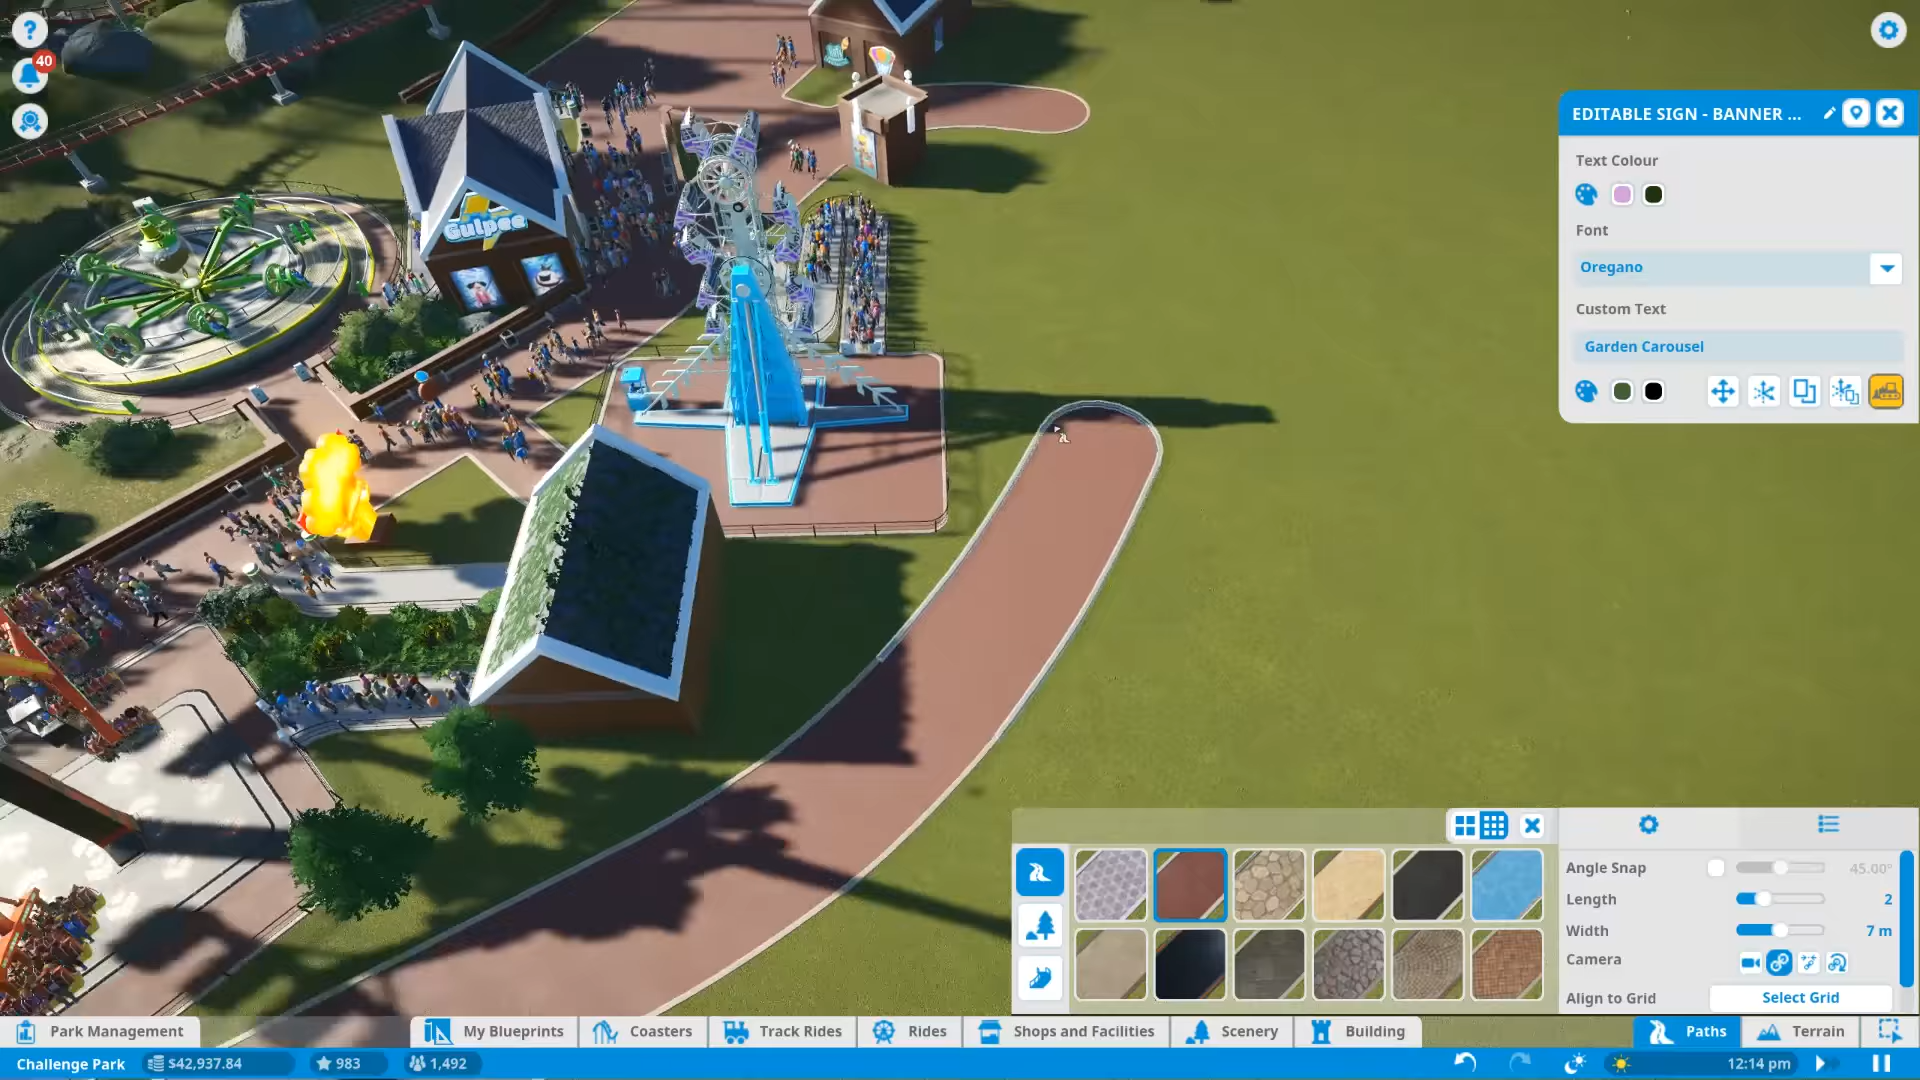 ?
40
Gulpee
EDITABLE SIGN - BANNER ...
Text Colour
Font
Oregano
Custom Text
Garden Carousel
Angle Snap
45.00°
Length
2
Width
7 m
Camera
Align to Grid
Select Grid
Park Management
My Blueprints
Coasters
Track Rides
Rides
Shops and Facilities
Scenery
Building
Paths
Terrain
Challenge Park
$42,937.84
983
1,492
12:14 pm